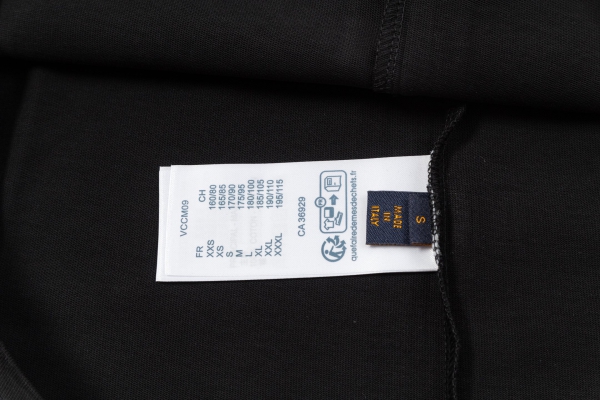 VCCM09
FR CH
XXS 160/80
XS 165/85
S 170/90
M 175/95
L 180/100
XL 185/105
XXL 190/110
XXXL 195/115
CA 36929
quefairedemesdechets.fr
MADE
IN
ITALY
S